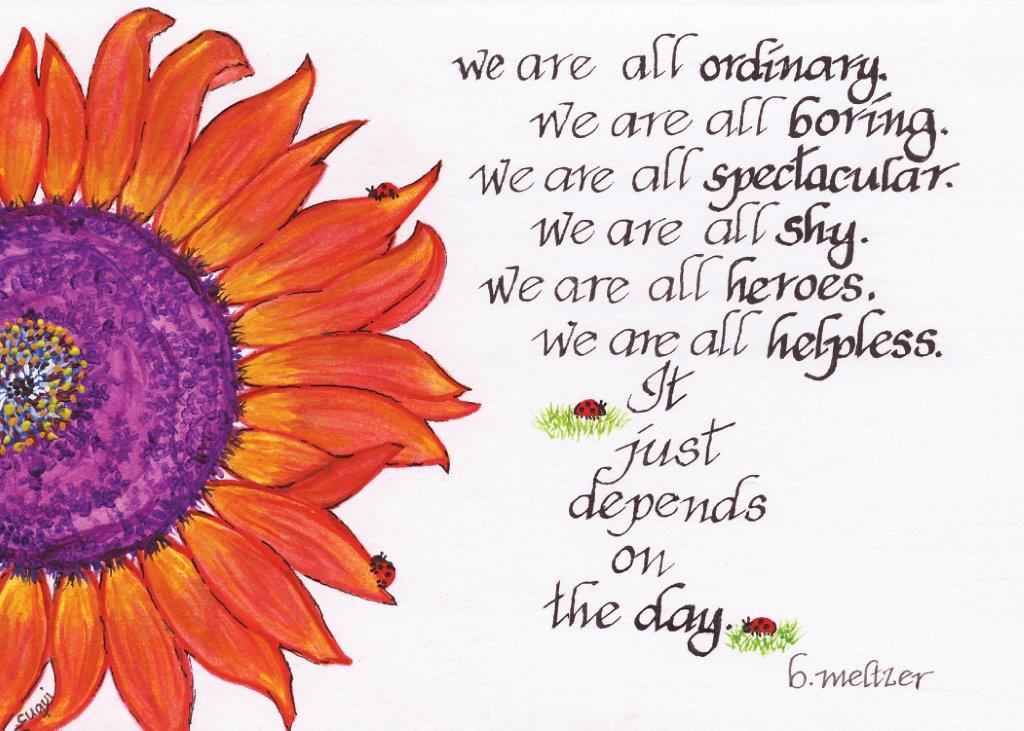 we are all ordinary.
we are all boring.
we are all spectacular.
we are all shy.
we are all heroes.
we are all helpless.
It
just
depends
on
the day.
b. meltzer